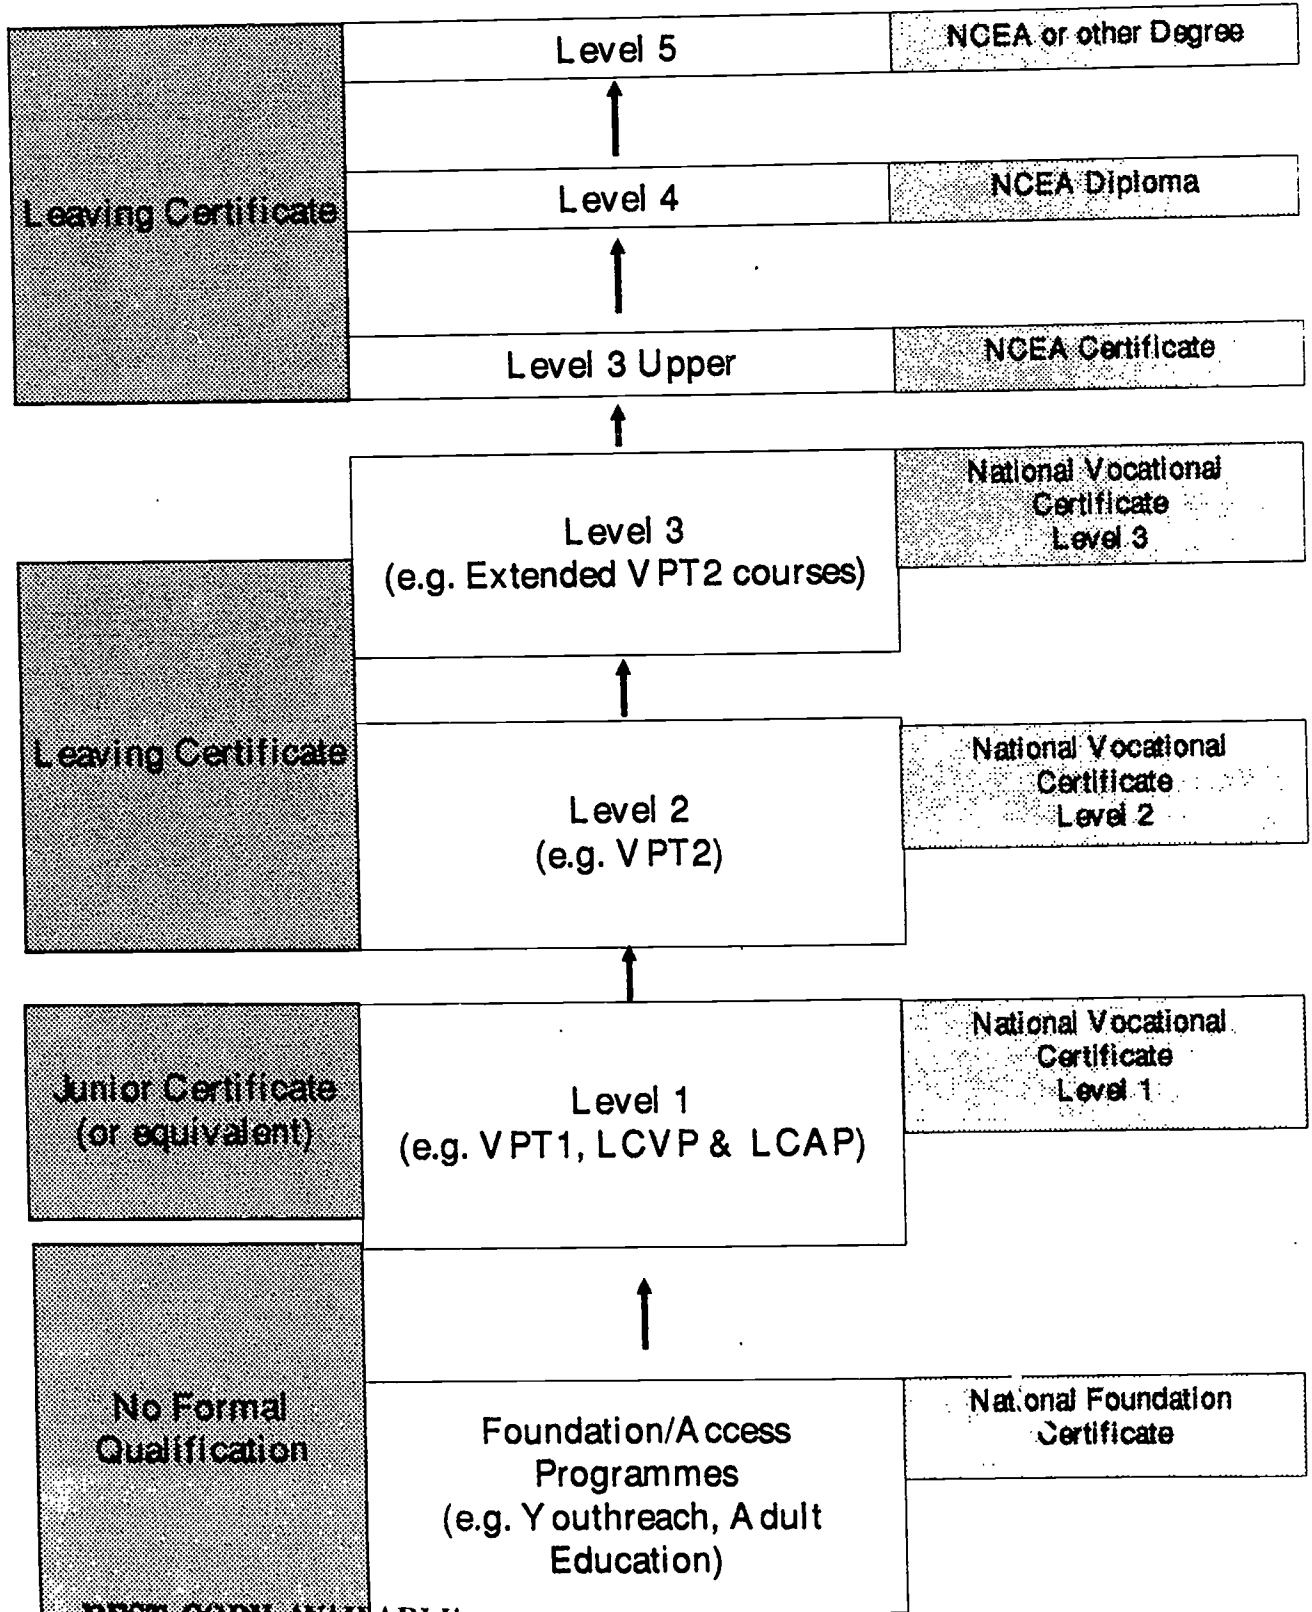 Level 5
NCEA or other Degree
Leaving Certificate
Level 4
NCEA Diploma
Level 3 Upper
NCEA Certificate
Level 3
(e.g. Extended VPT2 courses)
National Vocational
Certificate
Level 3
Leaving Certificate
Level 2
(e.g. VPT2)
National Vocational
Certificate
Level 2
Junior Certificate
(or equivalent)
Level 1
(e.g. VPT1, LCVP & LCAP)
National Vocational
Certificate
Level 1
No Formal
Qualification
Foundation/Access
Programmes
(e.g. Youthreach, Adult
Education)
National Foundation
Certificate
BEST COPY AVAILABLE